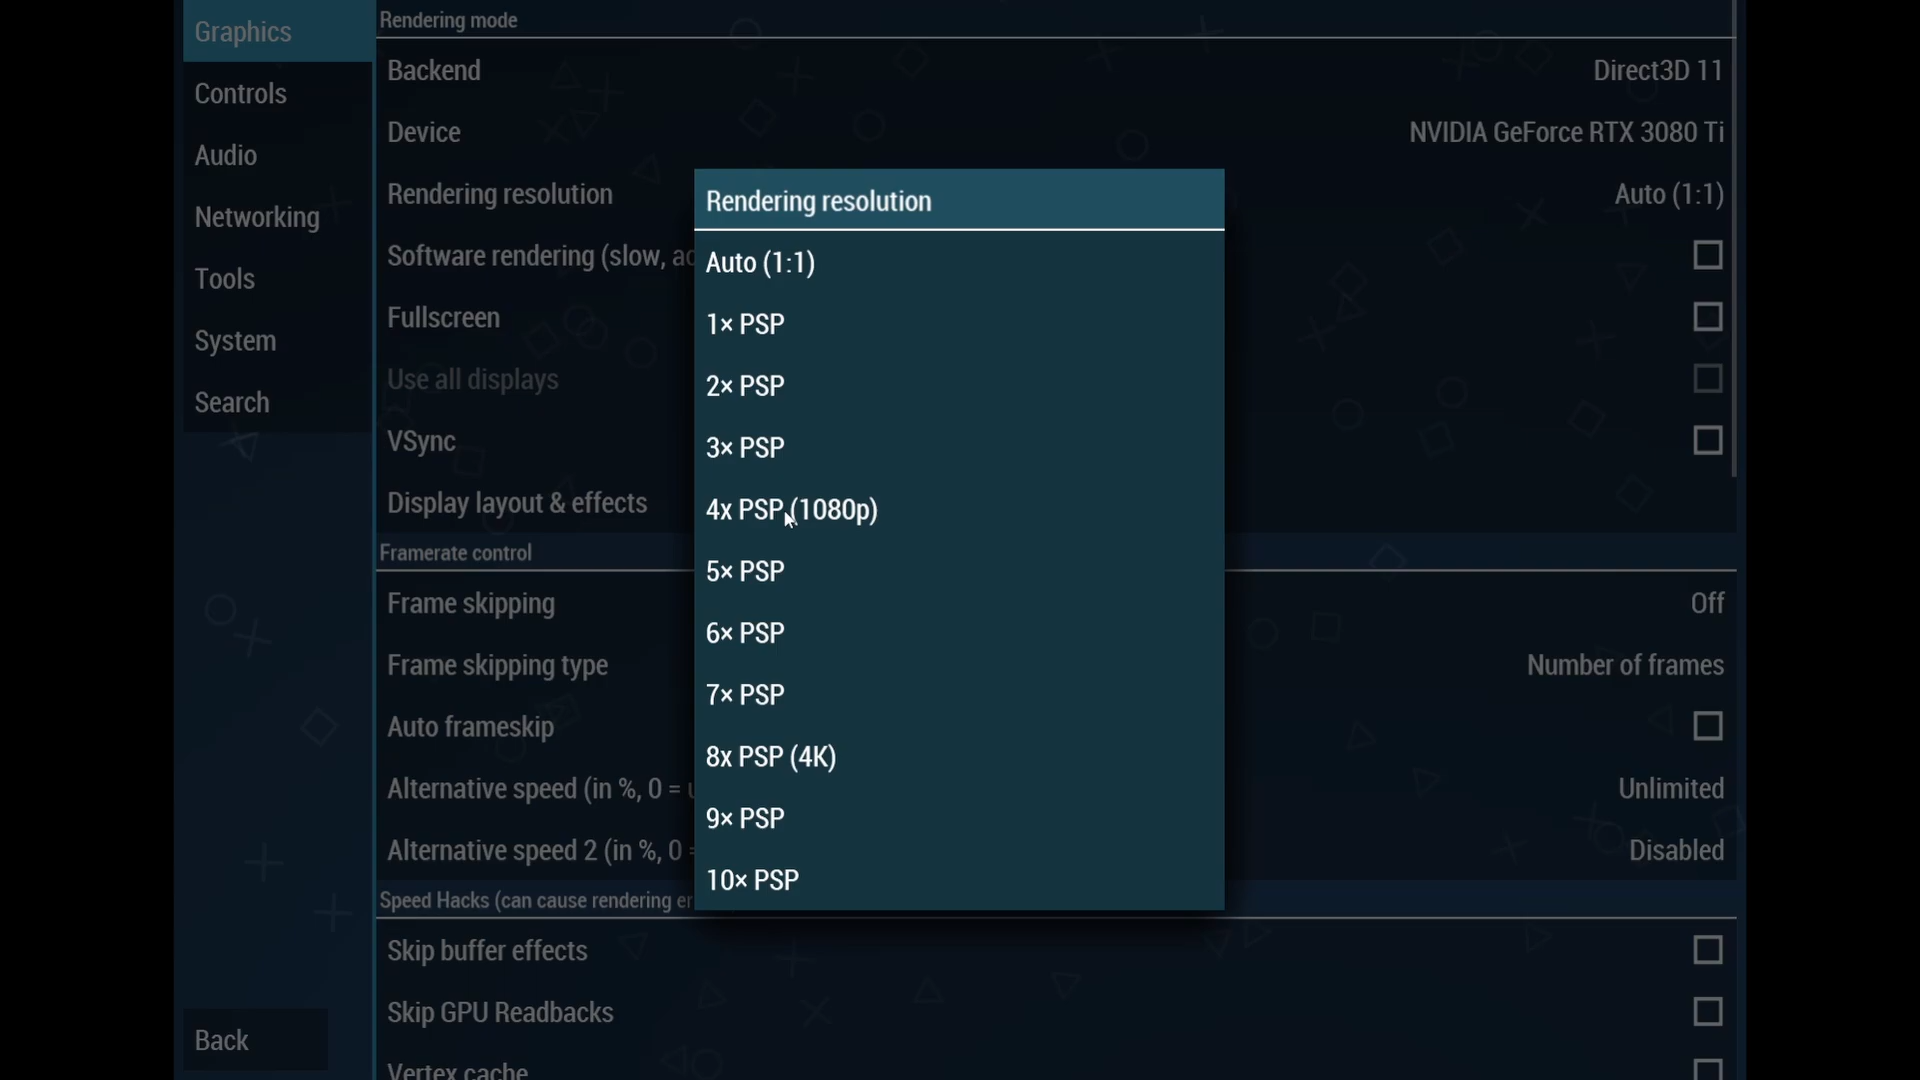 Graphics
Controls
Audio
Networking
Tools
System
Search
Back
Rendering mode
Backend Direct3D 11
Device NVIDIA GeForce RTX 3080 Ti
Rendering resolution Auto (1:1)
Software rendering (slow, ac
Fullscreen
Use all displays
VSync
Display layout & effects
Framerate control
Frame skipping Off
Frame skipping type Number of frames
Auto frameskip
Alternative speed (in %, 0 = u Unlimited
Alternative speed 2 (in %, 0 = Disabled
Speed Hacks (can cause rendering er
Skip buffer effects
Skip GPU Readbacks
Vertex cache
Rendering resolution
Auto (1:1)
1× PSP
2× PSP
3× PSP
4x PSP (1080p)
5× PSP
6× PSP
7× PSP
8x PSP (4K)
9× PSP
10× PSP